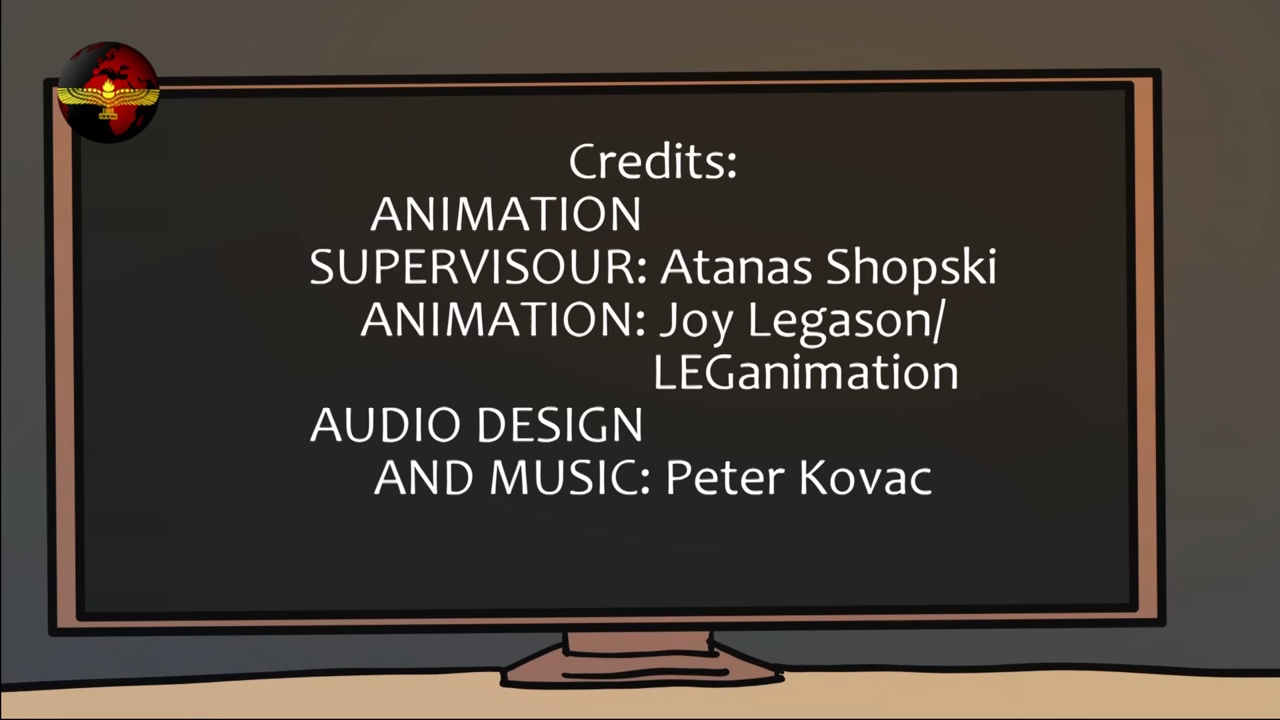 Credits:
ANIMATION
SUPERVISOUR: Atanas Shopski
ANIMATION: Joy Legason/
LEGanimation
AUDIO DESIGN
AND MUSIC: Peter Kovac